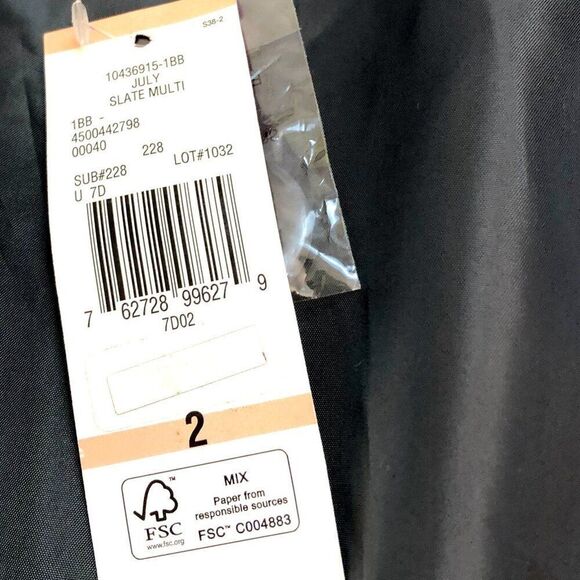 S38-2
10436915-1BB
JULY
SLATE MULTI
1BB -
4500442798
00040 228
SUB#228 LOT#1032
U 7D
7 62728 99627 9
7D02
2
FSC™
www.fsc.org
MIX
Paper from
responsible sources
FSC™ C004883